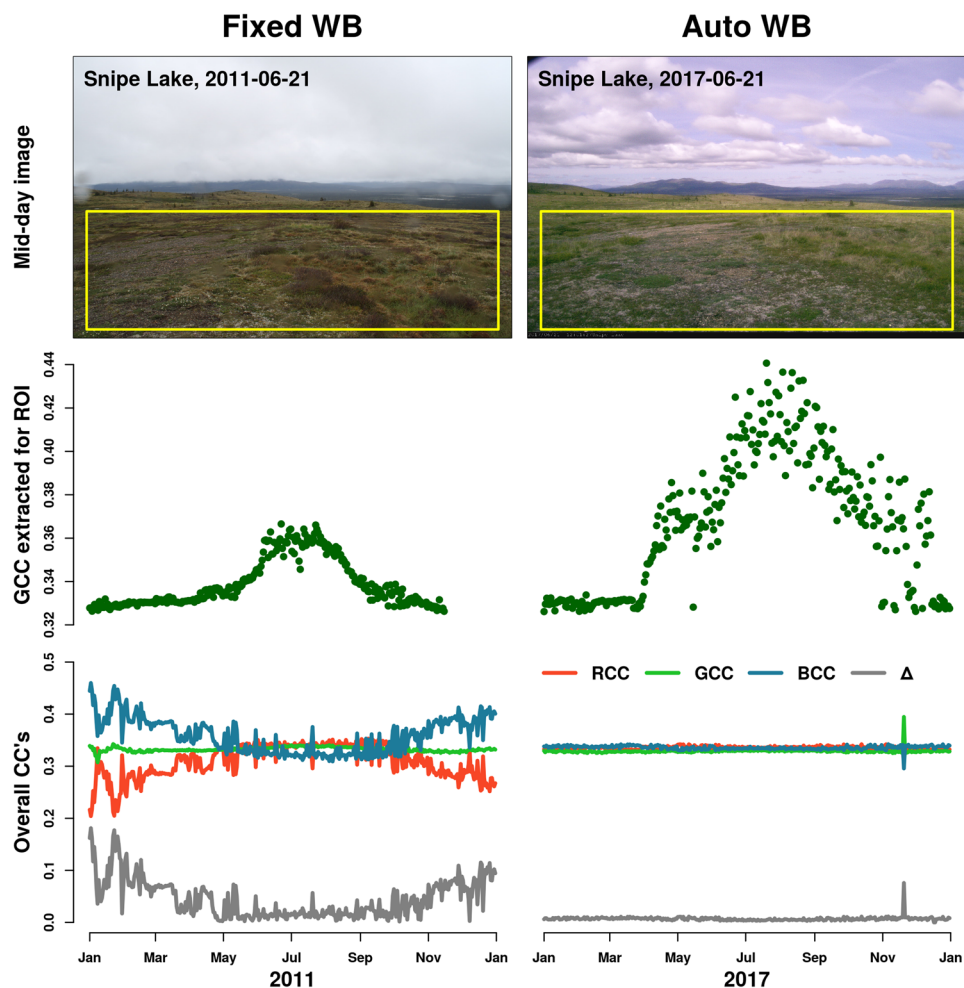 Fixed WB
Auto WB
Mid-day image
Snipe Lake, 2011-06-21
Snipe Lake, 2017-06-21
GCC extracted for ROI
0.44
0.42
0.40
0.38
0.36
0.34
0.32
Overall CC's
0.5
0.4
0.3
0.2
0.1
0.0
RCC GCC BCC Δ
Jan Mar May Jul Sep Nov Jan
Jan Mar May Jul Sep Nov Jan
2011
2017